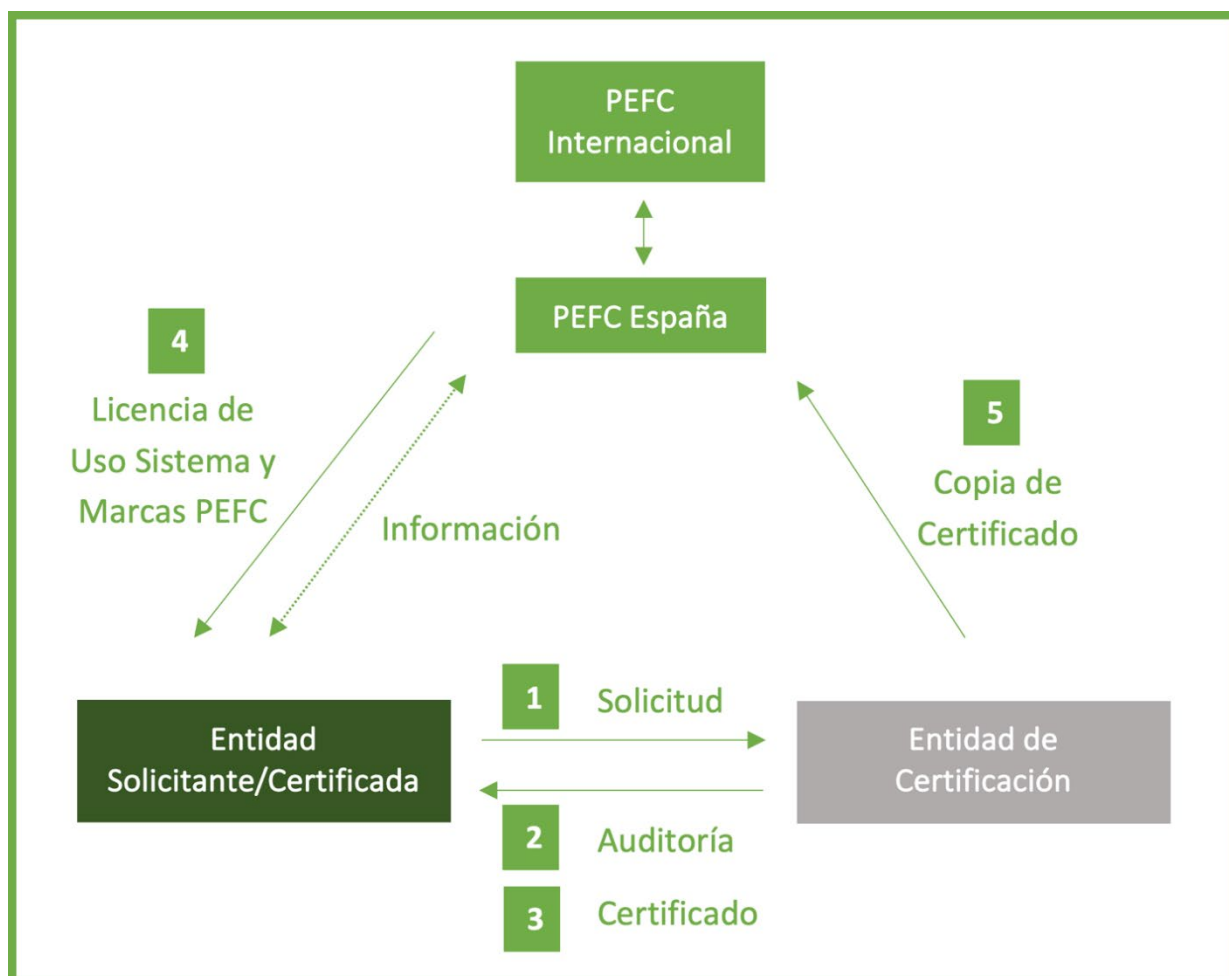 PEFC
Internacional
PEFC España
4
Licencia de
Uso Sistema y
Marcas PEFC
Información
5
Copia de
Certificado
Entidad
Solicitante/Certificada
1
Solicitud
2
Auditoría
3
Certificado
Entidad de
Certificación